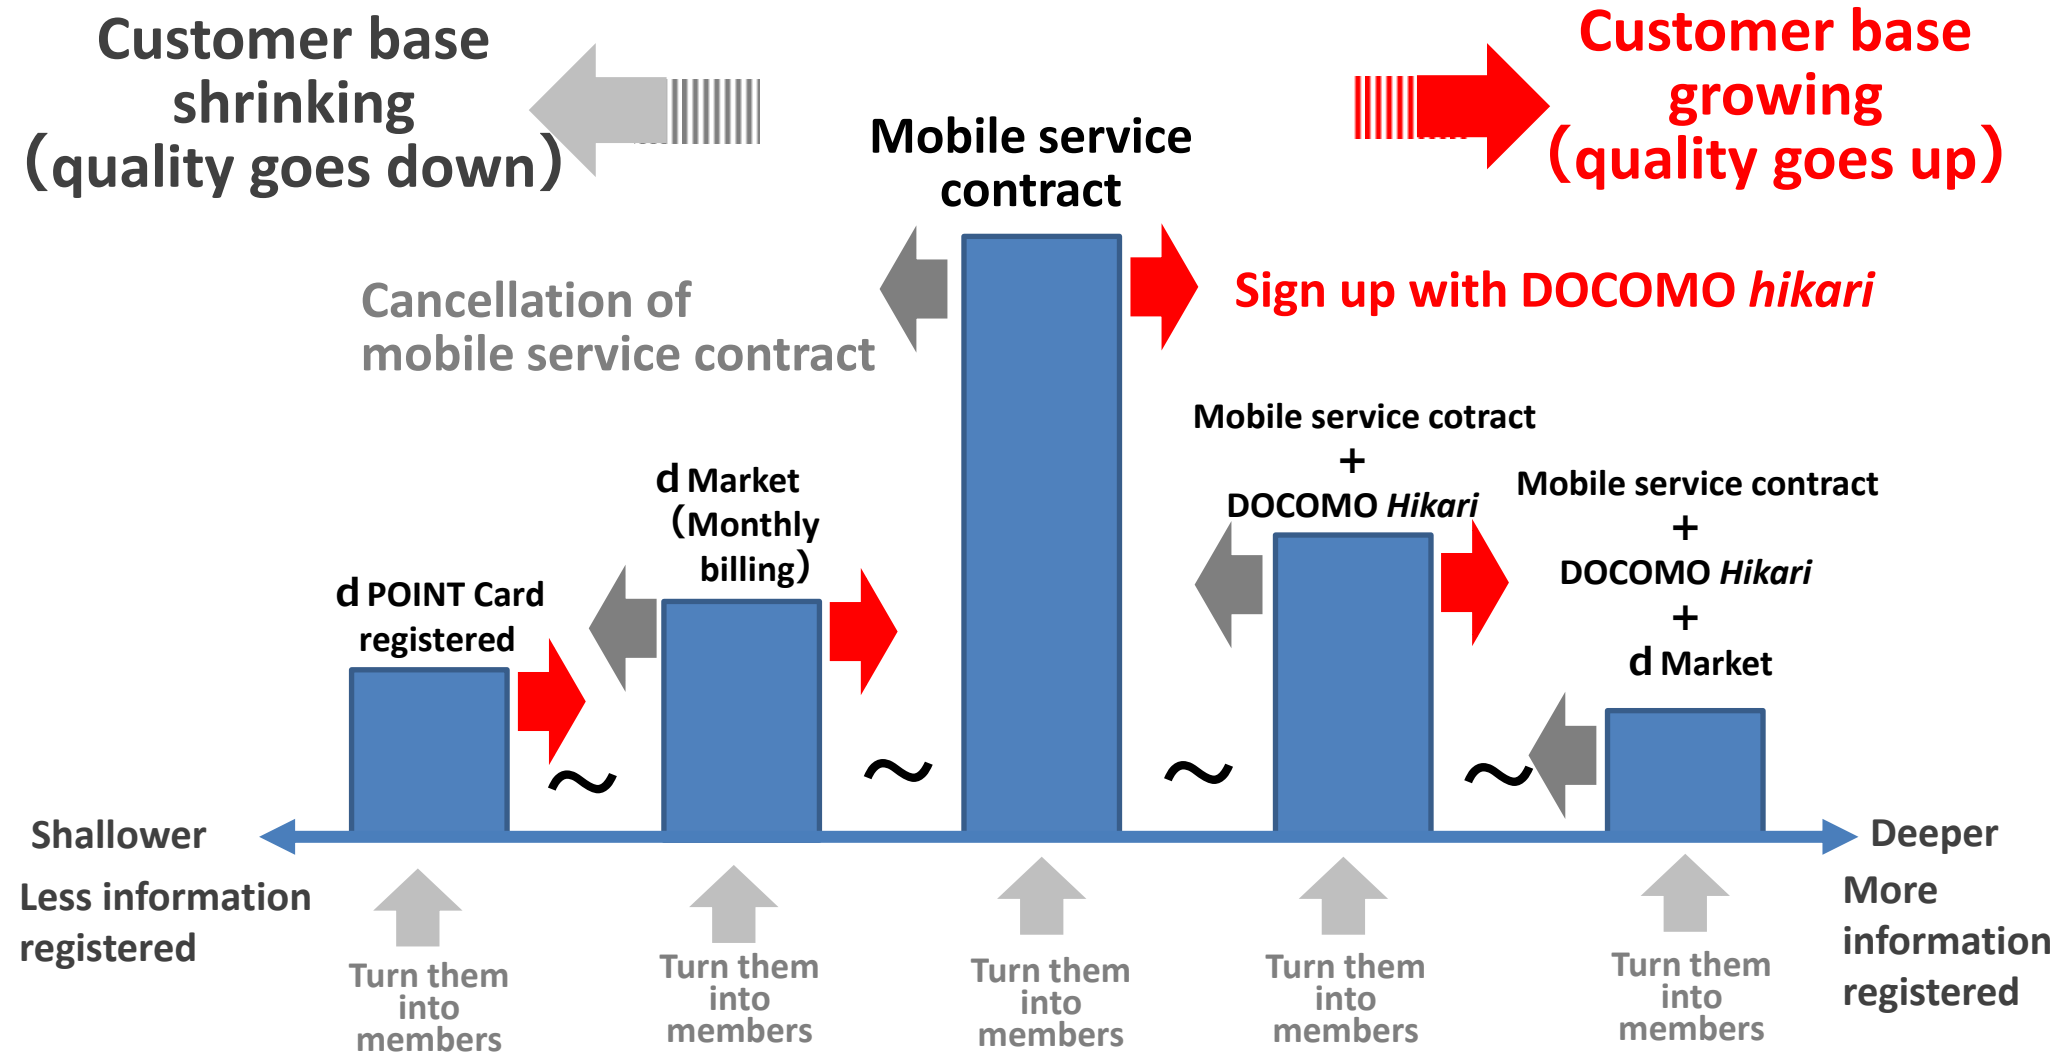 Customer base
shrinking
(quality goes down)
Customer base
growing
(quality goes up)
Mobile service
contract
Cancellation of
mobile service contract
Sign up with DOCOMO hikari
Mobile service cotract
+
DOCOMO Hikari
Mobile service contract
+
DOCOMO Hikari
+
d Market
d Market
(Monthly
billing)
d POINT Card
registered
~
~
~
~
Shallower
Deeper
Less information
registered
More
information
registered
Turn them
into
members
Turn them
into
members
Turn them
into
members
Turn them
into
members
Turn them
into
members